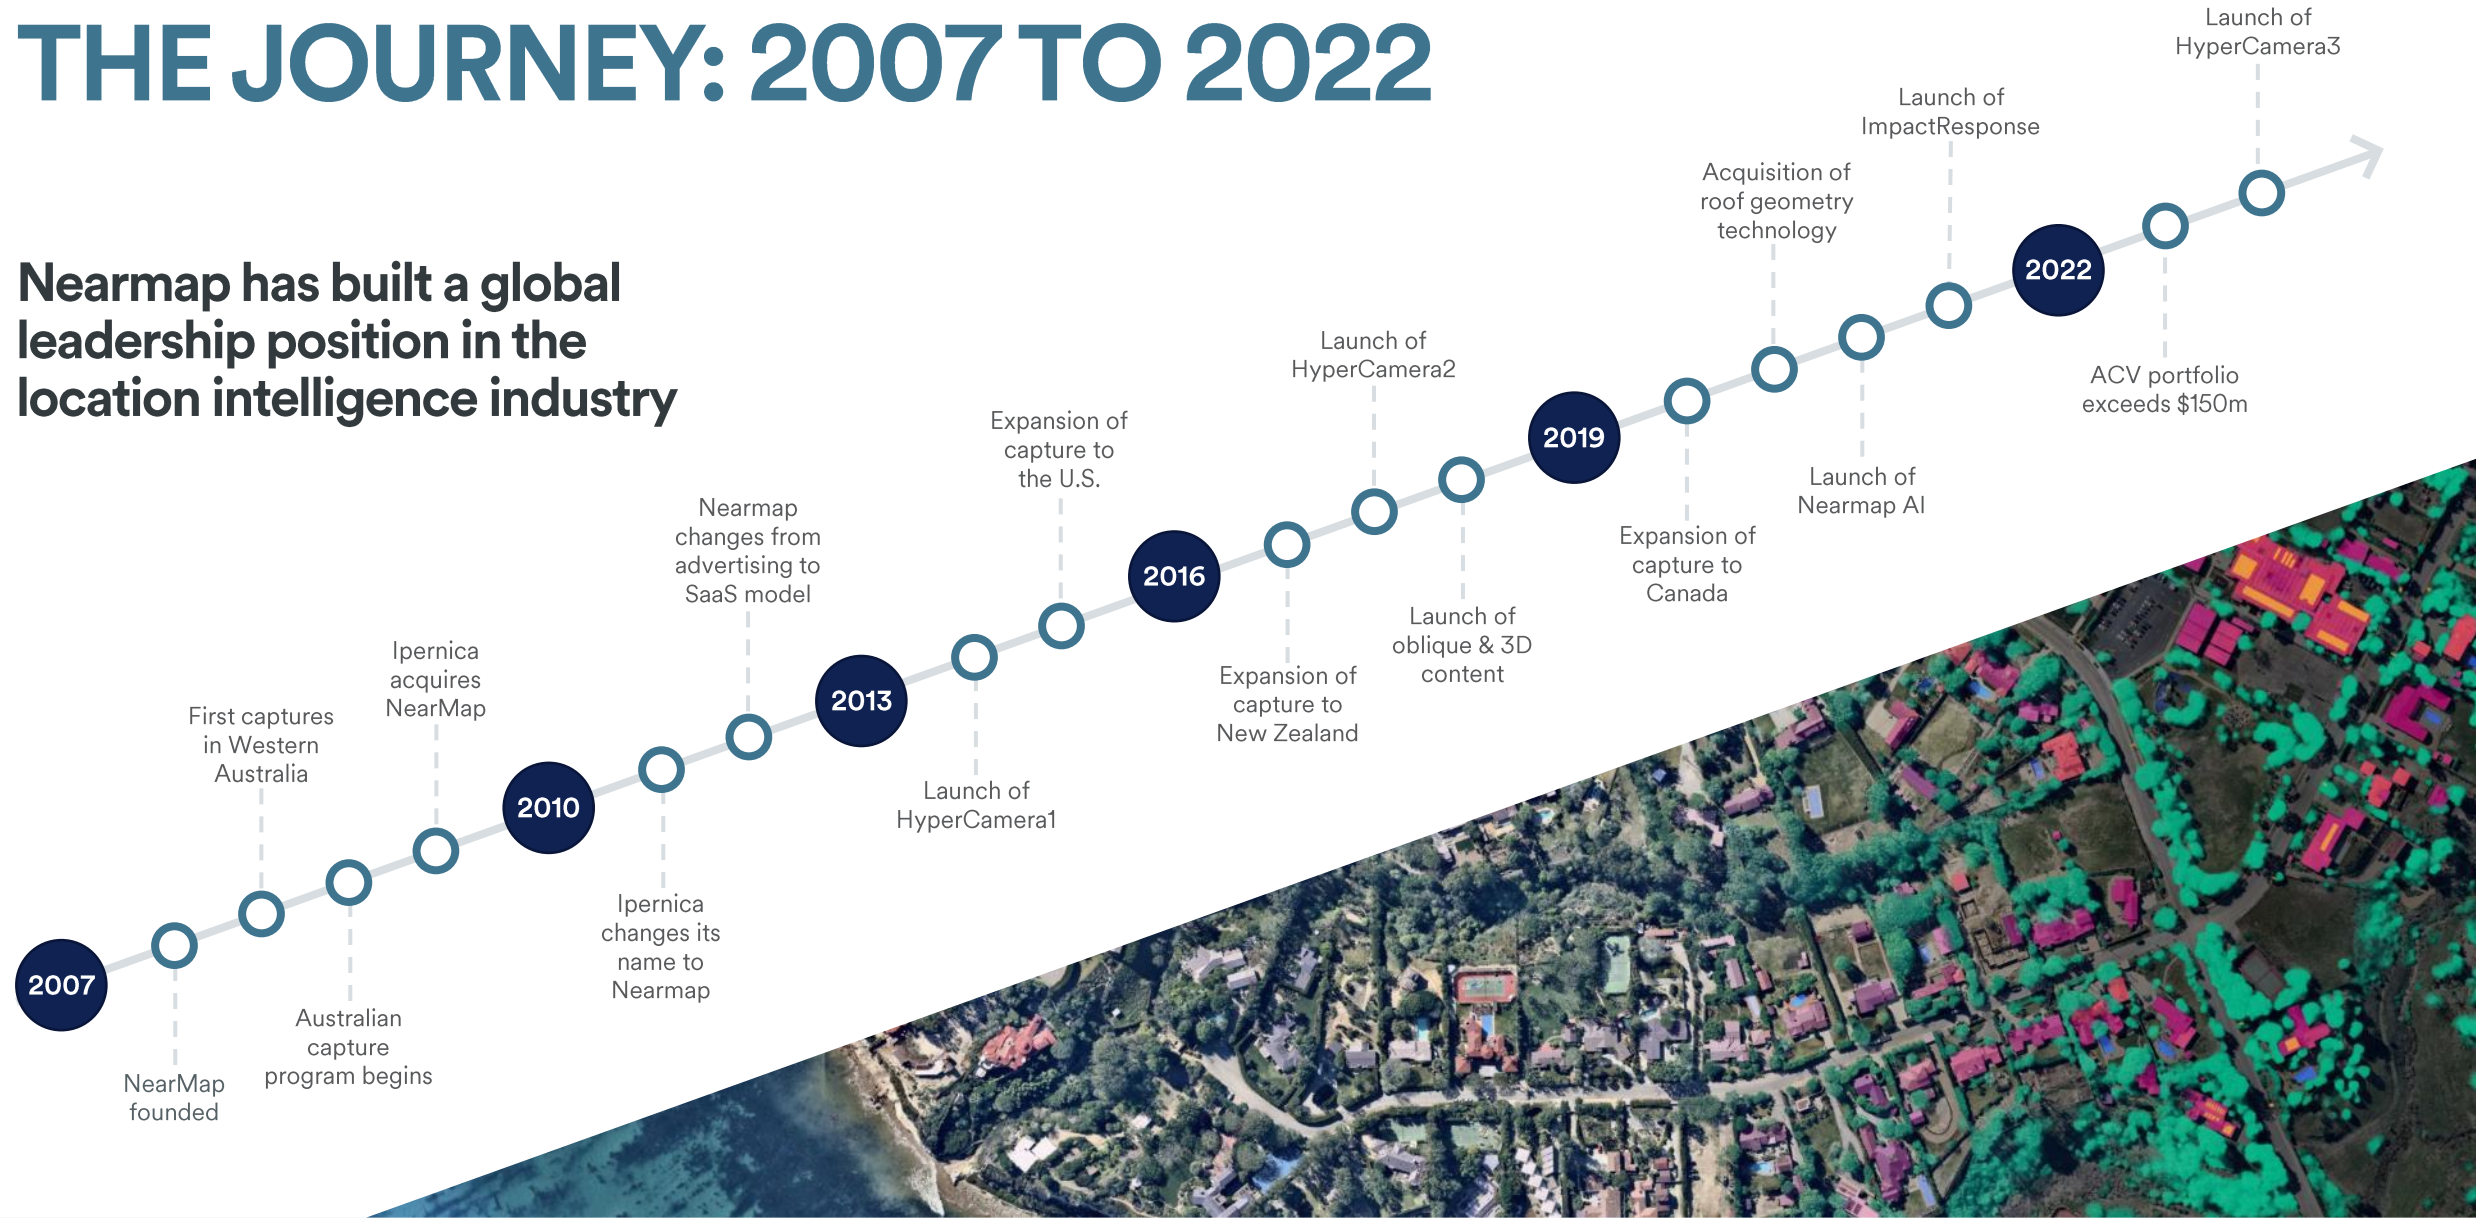 THE JOURNEY: 2007 TO 2022
Nearmap has built a global
leadership position in the
location intelligence industry
2007
NearMap
founded
First captures
in Western
Australia
Australian
capture
program begins
Ipernica
acquires
NearMap
2010
Ipernica
changes its
name to
Nearmap
Nearmap
changes from
advertising to
SaaS model
2013
Launch of
HyperCamera1
Expansion of
capture to
the U.S.
2016
Expansion of
capture to
New Zealand
Launch of
HyperCamera2
Launch of
oblique & 3D
content
2019
Expansion of
capture to
Canada
Acquisition of
roof geometry
technology
Launch of
Nearmap AI
Launch of
ImpactResponse
2022
ACV portfolio
exceeds $150m
Launch of
HyperCamera3